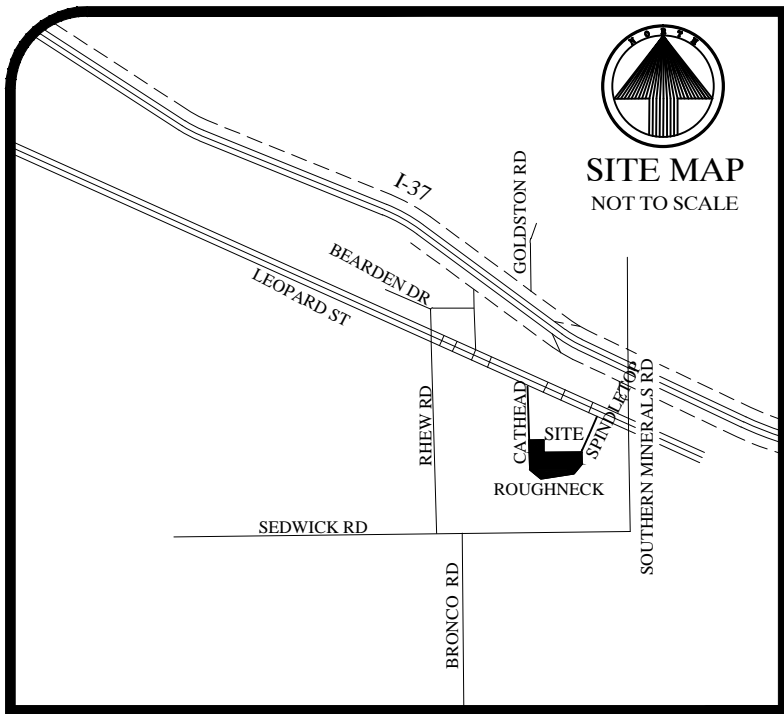 NORTH
SITE MAP
NOT TO SCALE
I-37
GOLDSTON RD
BEARDEN DR
LEOPARD ST
RHEW RD
CATHEAD
SITE
SPINDLETOP
SOUTHERN MINERALS RD
ROUGHNECK
SEDWICK RD
BRONCO RD